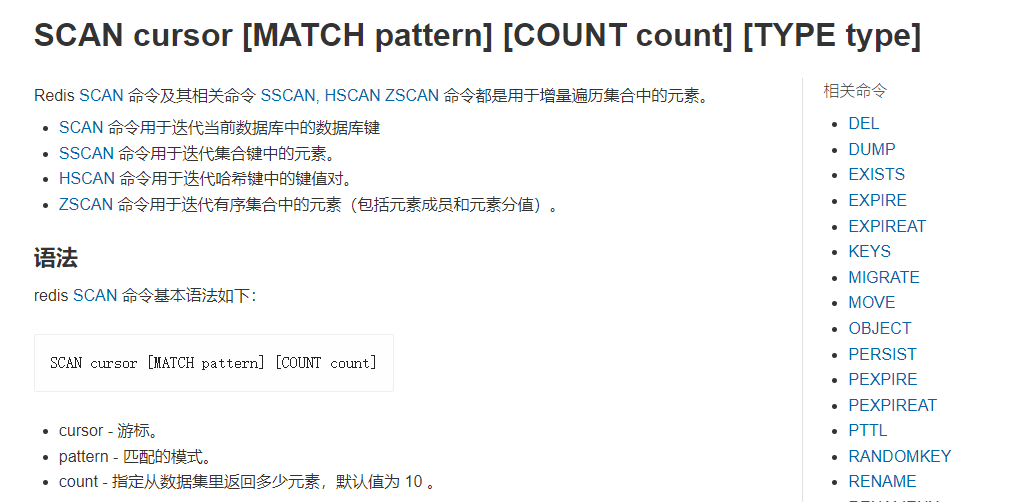 SCAN cursor [MATCH pattern] [COUNT count] [TYPE type]
Redis SCAN 命令及其相关命令 SSCAN, HSCAN ZSCAN 命令都是用于增量遍历集合中的元素。
SCAN 命令用于迭代当前数据库中的数据库键
SSCAN 命令用于迭代集合键中的元素。
HSCAN 命令用于迭代哈希键中的键值对。
ZSCAN 命令用于迭代有序集合中的元素（包括元素成员和元素分值）。
语法
redis SCAN 命令基本语法如下：
SCAN cursor [MATCH pattern] [COUNT count]
cursor - 游标。
pattern - 匹配的模式。
count - 指定从数据集里返回多少元素，默认值为 10 。
相关命令
DEL
DUMP
EXISTS
EXPIRE
EXPIREAT
KEYS
MIGRATE
MOVE
OBJECT
PERSIST
PEXPIRE
PEXPIREAT
PTTL
RANDOMKEY
RENAME